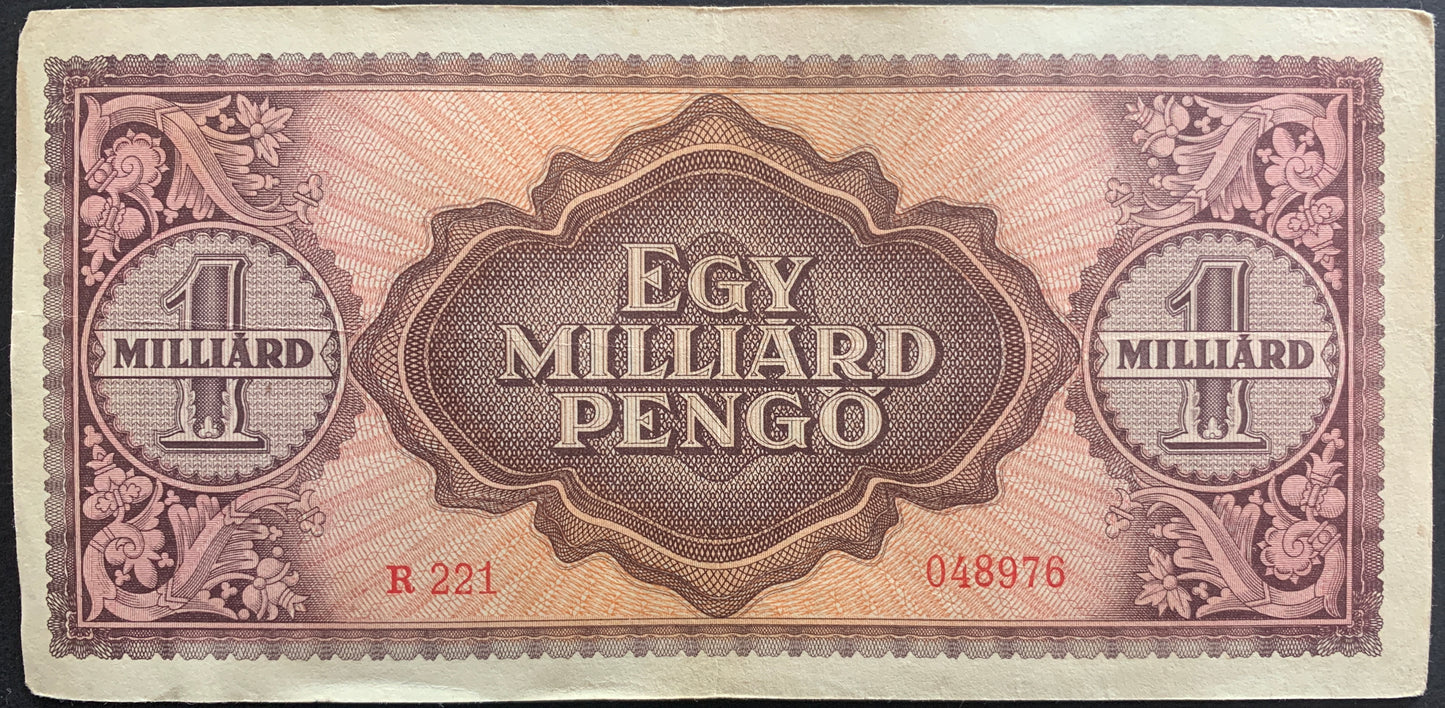 EGY
MILLIÁRD
PENGŐ
1
MILLIÁRD
1
MILLIÁRD
R 221
048976